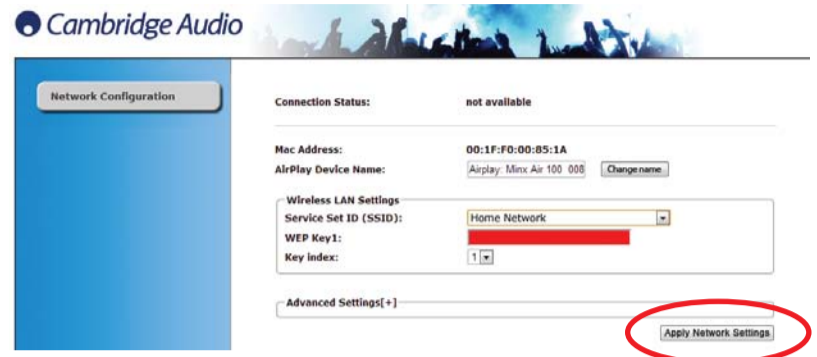 Cambridge Audio
Network Configuration
Connection Status: not available
Mac Address: 00:1F:F0:00:85:1A
AirPlay Device Name: Airplay: Minx Air 100 008 Change name
Wireless LAN Settings
Service Set ID (SSID): Home Network
WEP Key1:
Key index: 1
Advanced Settings[+]
Apply Network Settings